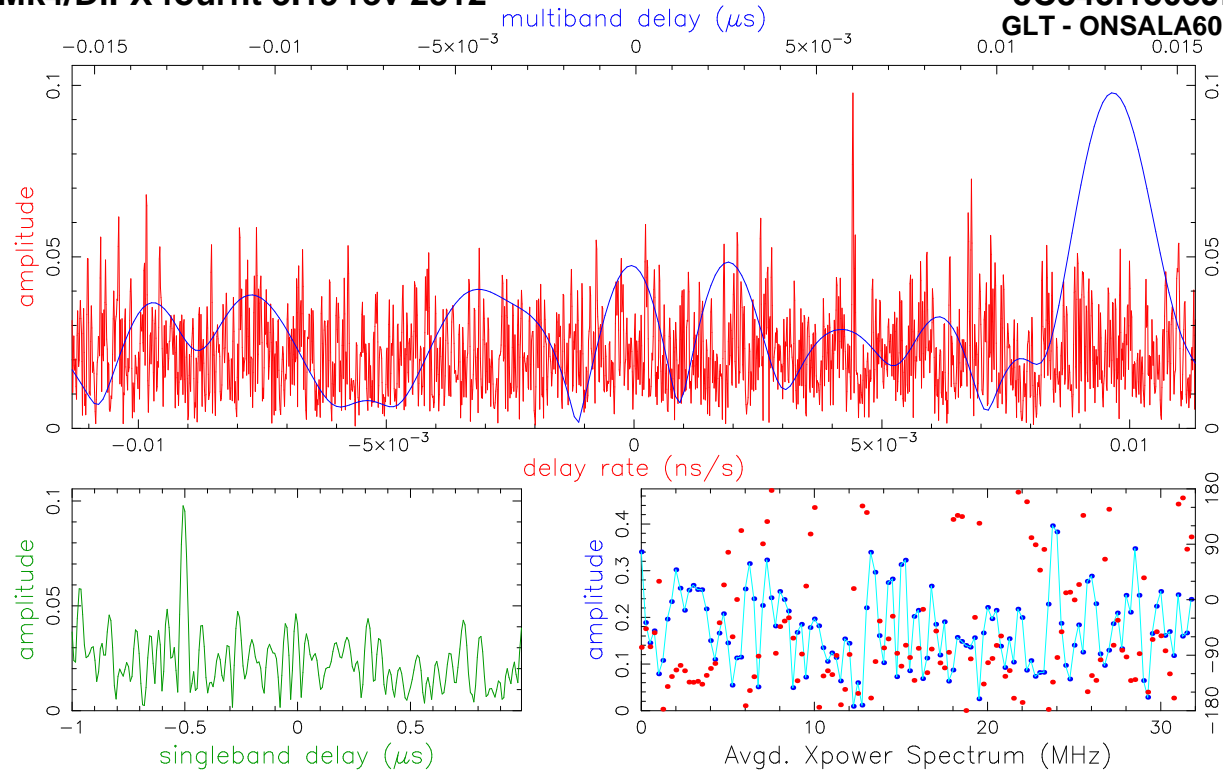 multiband delay (μs)
GLT - ONSALA60
−0.015 −0.01 −5×10⁻³ 0 5×10⁻³ 0.01 0.015
amplitude
0 0.05 0.1
0 0.05 0.1
−0.01 −5×10⁻³ 0 5×10⁻³ 0.01
delay rate (ns/s)
amplitude
0 0.05 0.1
−1 −0.5 0 0.5
singleband delay (μs)
amplitude
0 0.1 0.2 0.3 0.4
−180 −90 0 90 180
0 10 20 30
Avgd. Xpower Spectrum (MHz)